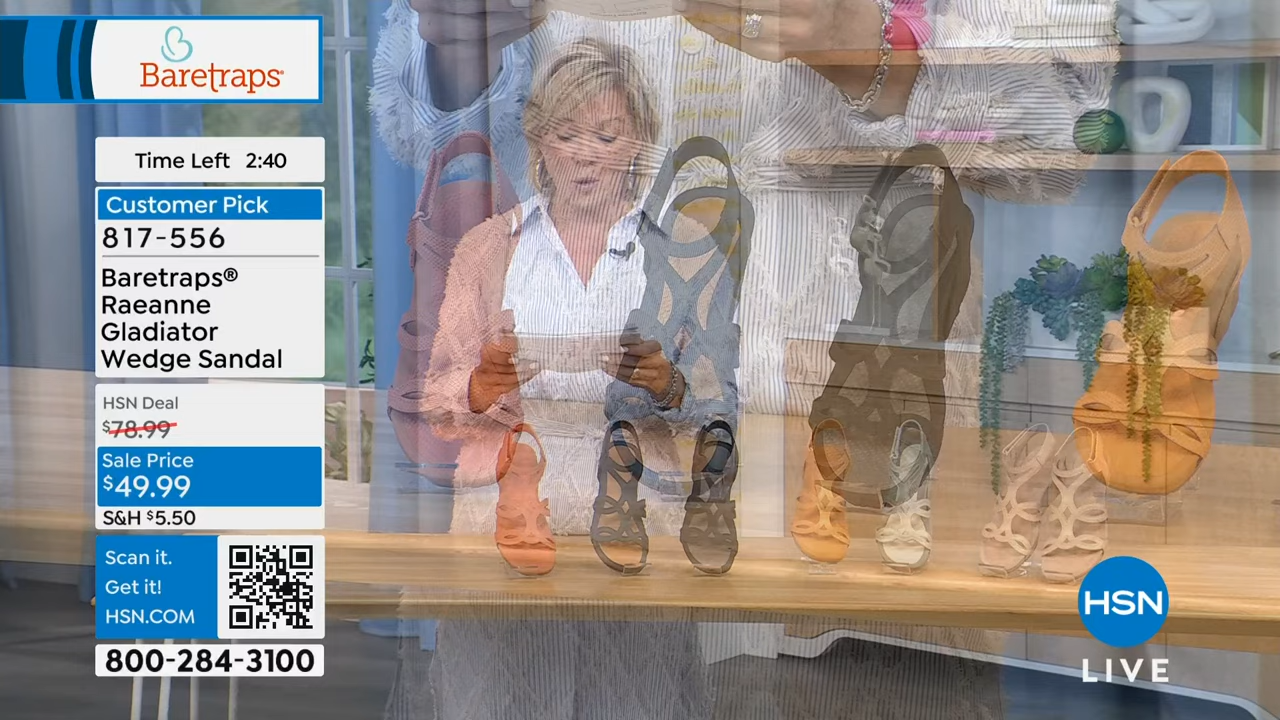 Baretraps®
Time Left 2:40
Customer Pick
817-556
Baretraps®
Raeanne
Gladiator
Wedge Sandal
HSN Deal
$78.99
Sale Price
$49.99
S&H $5.50
Scan it.
Get it!
HSN.COM
800-284-3100
HSN
LIVE